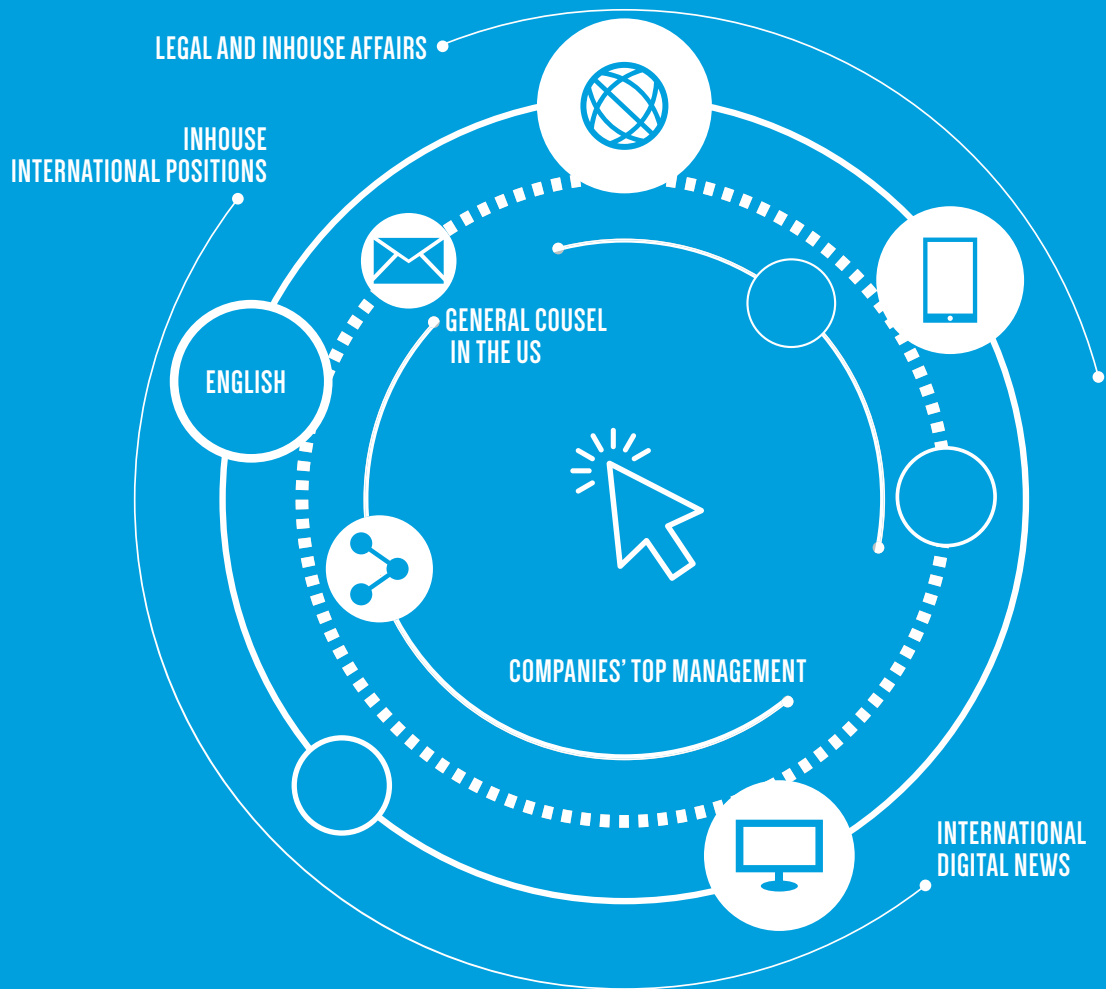 LEGAL AND INHOUSE AFFAIRS
INHOUSE
INTERNATIONAL POSITIONS
GENERAL COUSEL
IN THE US
ENGLISH
COMPANIES' TOP MANAGEMENT
INTERNATIONAL
DIGITAL NEWS